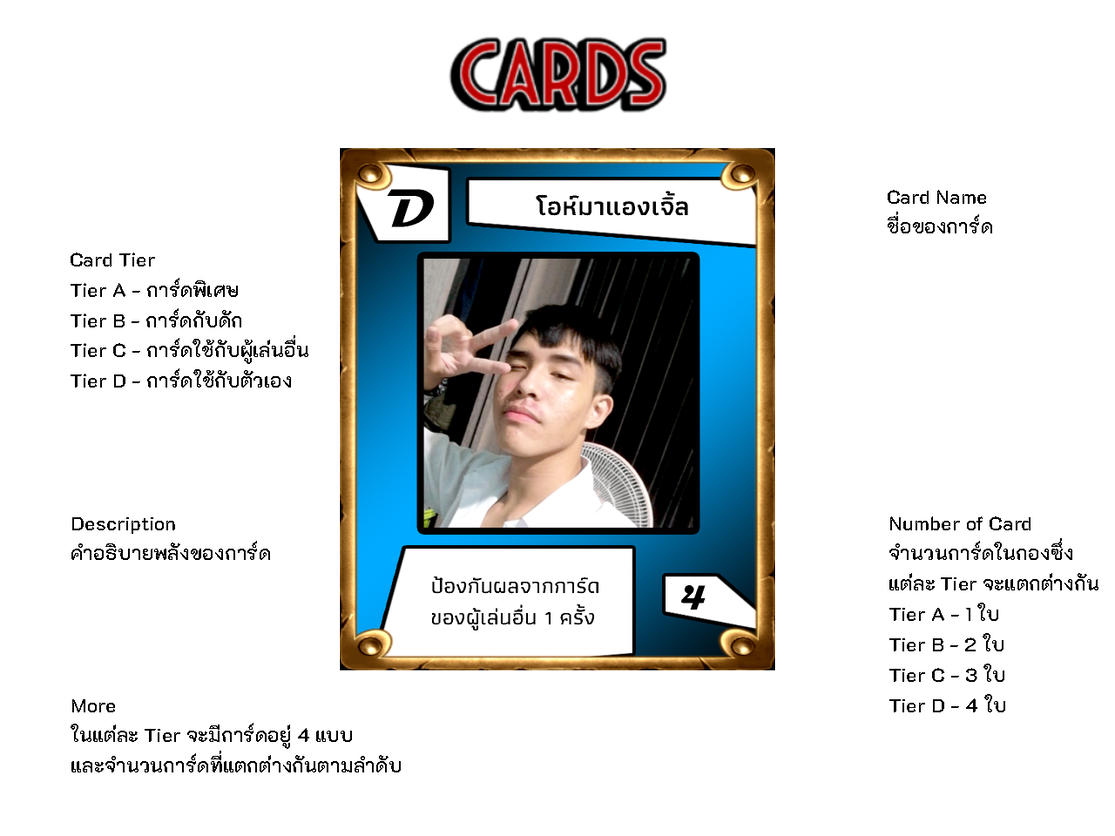 CARDS
D
โอห์มาแองเจิ้ล
Card Name
ชื่อของการ์ด
Card Tier
Tier A - การ์ดพิเศษ
Tier B - การ์ดกับดัก
Tier C - การ์ดใช้กับผู้เล่นอื่น
Tier D - การ์ดใช้กับตัวเอง
Description
คำอธิบายพลังของการ์ด
ป้องกันผลจากการ์ด
ของผู้เล่นอื่น 1 ครั้ง
4
Number of Card
จำนวนการ์ดในกองซึ่ง
แต่ละ Tier จะแตกต่างกัน
Tier A - 1 ใบ
Tier B - 2 ใบ
Tier C - 3 ใบ
Tier D - 4 ใบ
More
ในแต่ละ Tier จะมีการ์ดอยู่ 4 แบบ
และจำนวนการ์ดที่แตกต่างกันตามลำดับ